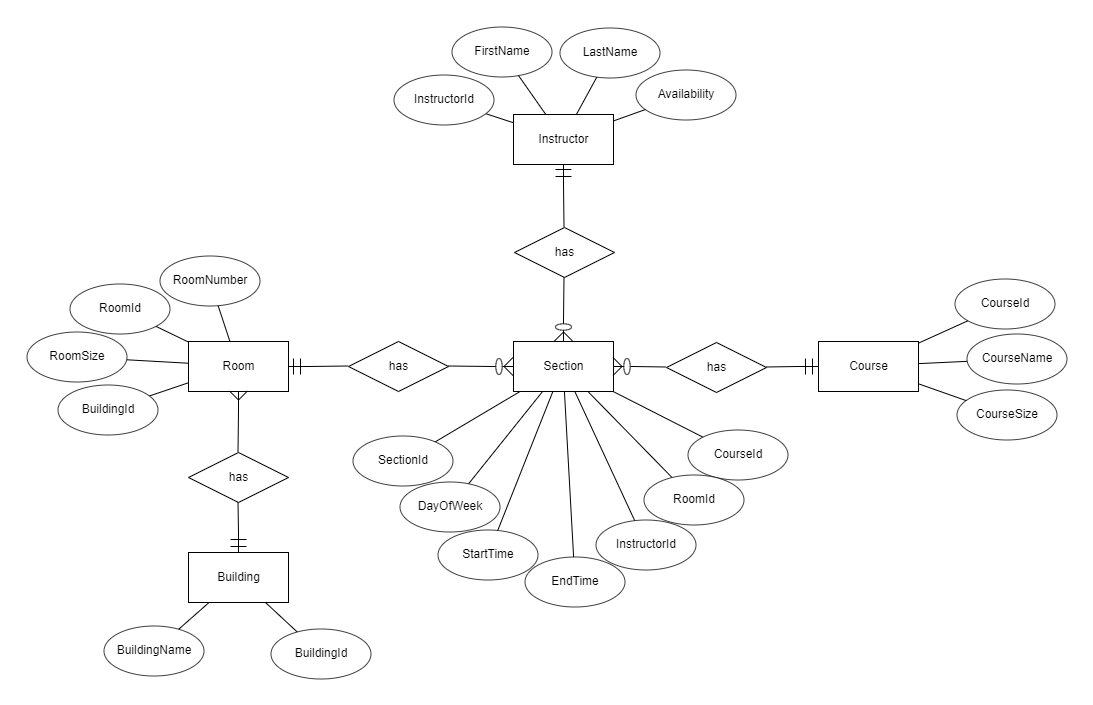 FirstName
LastName
InstructorId
Availability
Instructor
has
RoomNumber
RoomId
RoomSize
BuildingId
Room
has
Section
has
Course
CourseId
CourseName
CourseSize
has
SectionId
DayOfWeek
StartTime
EndTime
InstructorId
RoomId
CourseId
Building
BuildingName
BuildingId